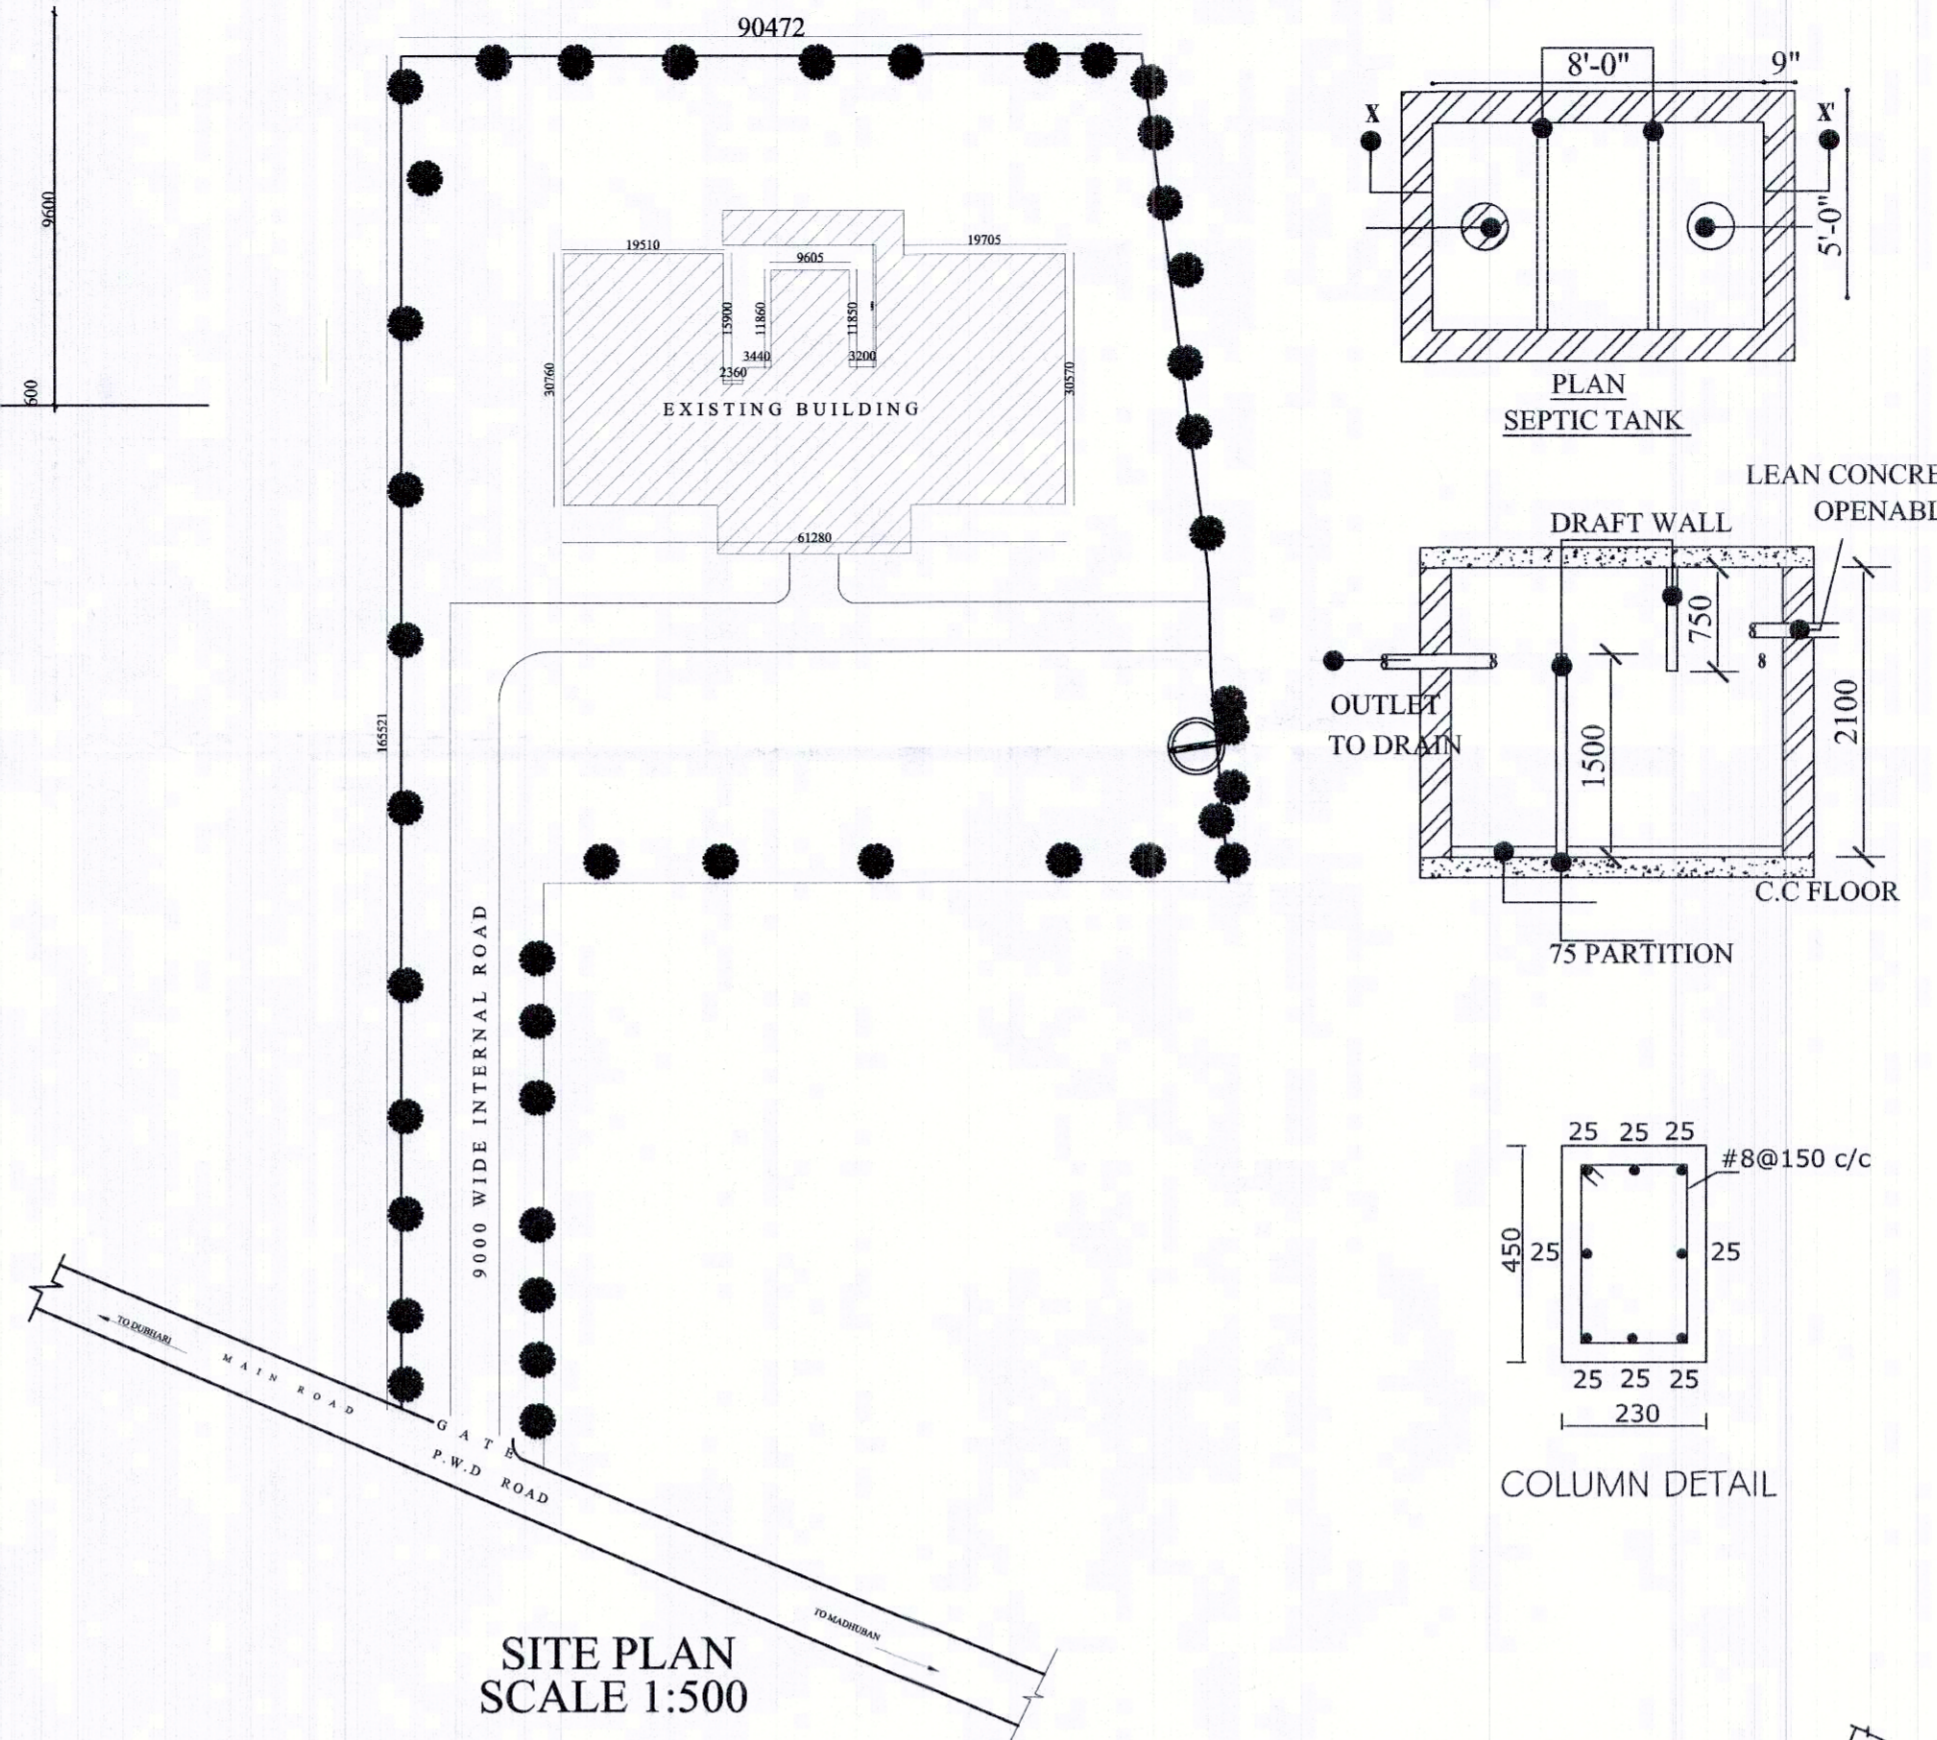 90472
9600
600
19510
19705
9605
15900
11860
11850
3440
3200
2360
30760
30570
EXISTING BUILDING
61280
165521
9000 WIDE INTERNAL ROAD
TO DUBHARI
MAIN ROAD
GATE
P.W.D ROAD
TO MADHUBAN
SITE PLAN
SCALE 1:500
8'-0"
9"
X
X'
5'-0"
PLAN
SEPTIC TANK
LEAN CONCRE
OPENABL
DRAFT WALL
750
OUTLET
TO DRAIN
1500
2100
C.C FLOOR
75 PARTITION
25 25 25
#8@150 c/c
450
25
25
25 25 25
230
COLUMN DETAIL